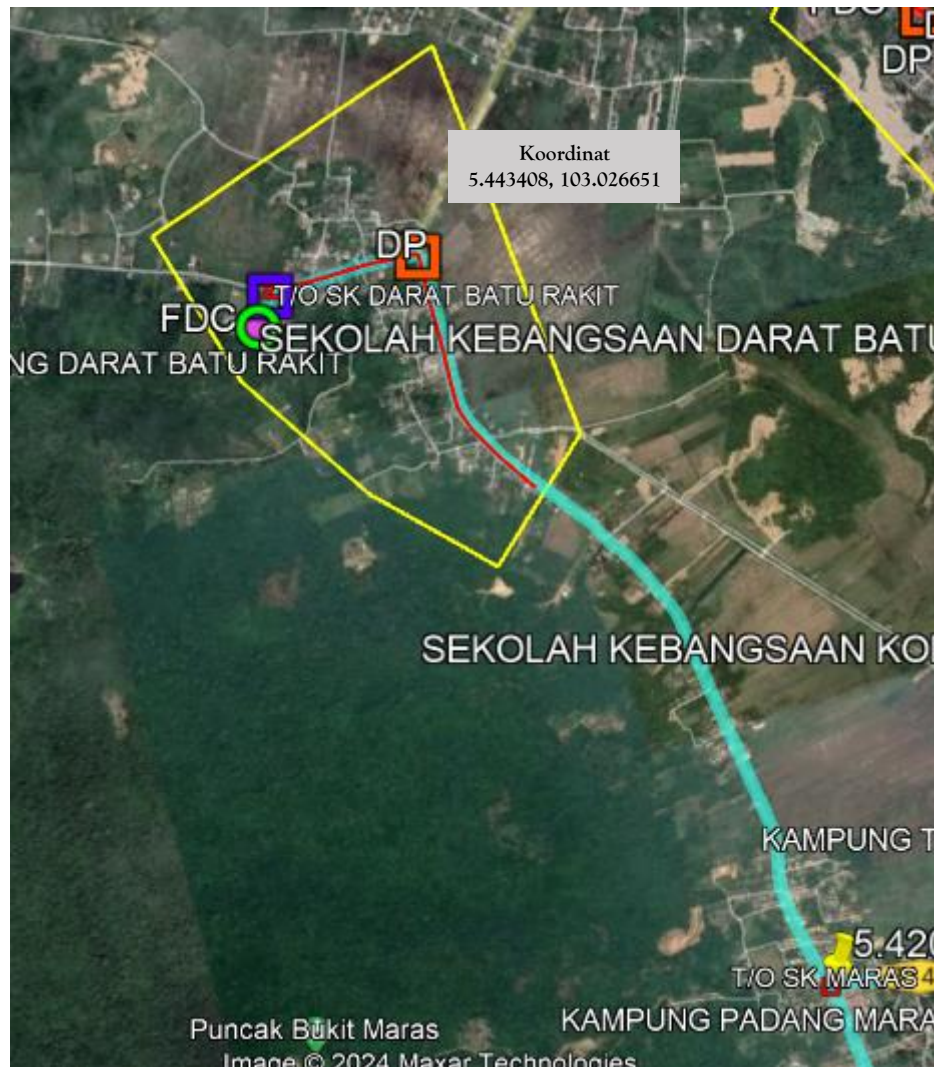 FDC
DP
Koordinat
5.443408, 103.026651
DP
T/O SK DARAT BATU RAKIT
FDC
SEKOLAH KEBANGSAAN DARAT BATU
NG DARAT BATU RAKIT
SEKOLAH KEBANGSAAN
KAMPUNG
5.420
T/O SK MARAS
KAMPUNG PADANG MARA
Puncak Bukit Maras
Image © 2024 Maxar Technologies